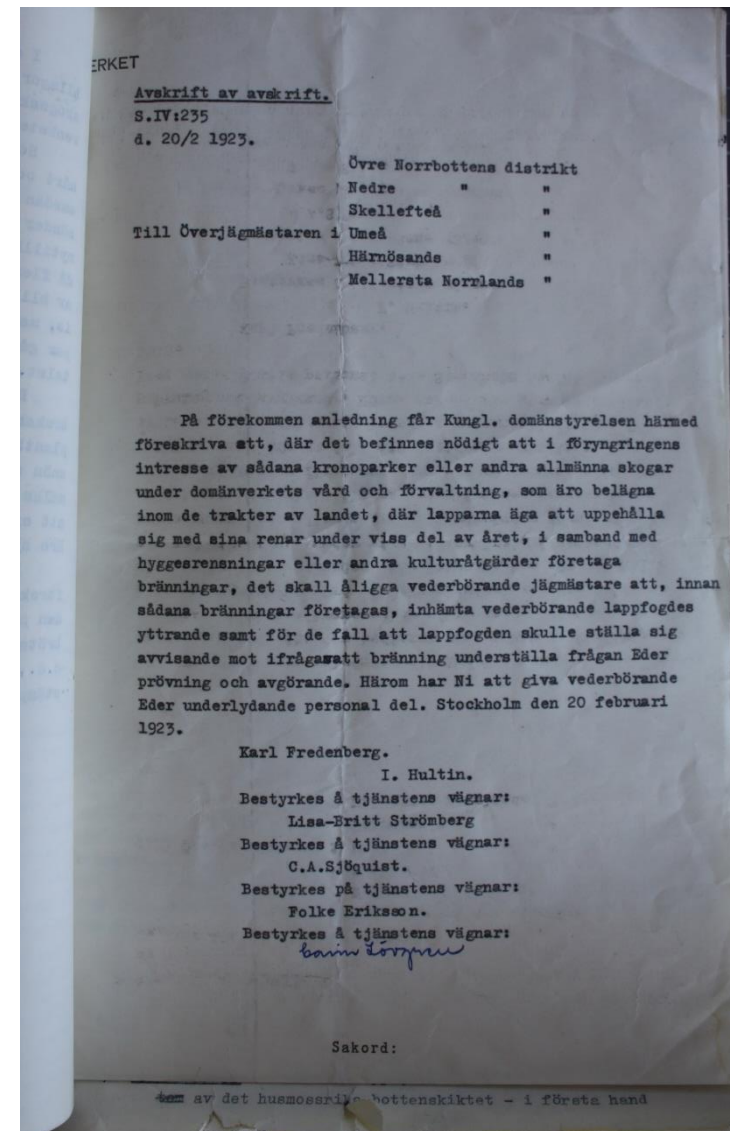 ERKET
Avskrift av avskrift.
S.IV:235
d. 20/2 1923.
Övre Norrbottens distrikt
Nedre " "
Skellefteå "
Till Överjägmästaren i Umeå "
Härnösands "
Mellersta Norrlands "
På förekommen anledning får Kungl. domänstyrelsen härmed
föreskriva att, där det befinnes nödigt att i föryngringens
intresse av sådana kronoparker eller andra allmänna skogar
under domänverkets vård och förvaltning, som äro belägna
inom de trakter av landet, där lapparna äga att uppehålla
sig med sina renar under viss del av året, i samband med
hyggesrensningar eller andra kulturåtgärder företaga
bränningar, det skall åligga vederbörande jägmästare att, innan
sådana bränningar företagas, inhämta vederbörande lappfogdes
yttrande samt för de fall att lappfogden skulle ställa sig
avvisande mot ifrågasatt bränning underställa frågan Eder
prövning och avgörande. Härom har Ni att giva vederbörande
Eder underlydande personal del. Stockholm den 20 februari
1923.
Karl Fredenberg.
I. Hultin.
Bestyrkes å tjänstens vägnar:
Lisa-Britt Strömberg
Bestyrkes å tjänstens vägnar:
C.A.Sjöquist.
Bestyrkes på tjänstens vägnar:
Folke Eriksson.
Bestyrkes å tjänstens vägnar:
Carin Lövgren
Sakord:
av det husmossrika bottenskiktet - i första hand